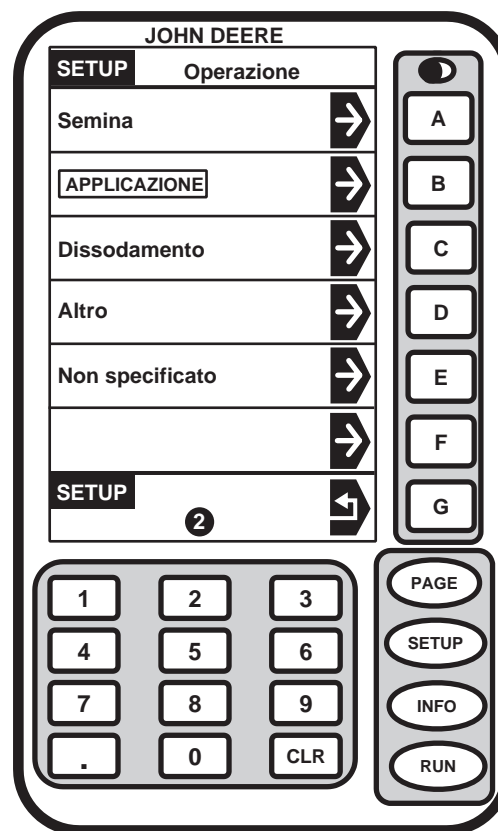 JOHN DEERE
SETUP Operazione
Semina
A
APPLICAZIONE
B
Dissodamento
C
Altro
D
Non specificato
E
F
SETUP
2
G
PAGE
1 2 3
SETUP
4 5 6
7 8 9
INFO
. 0 CLR
RUN